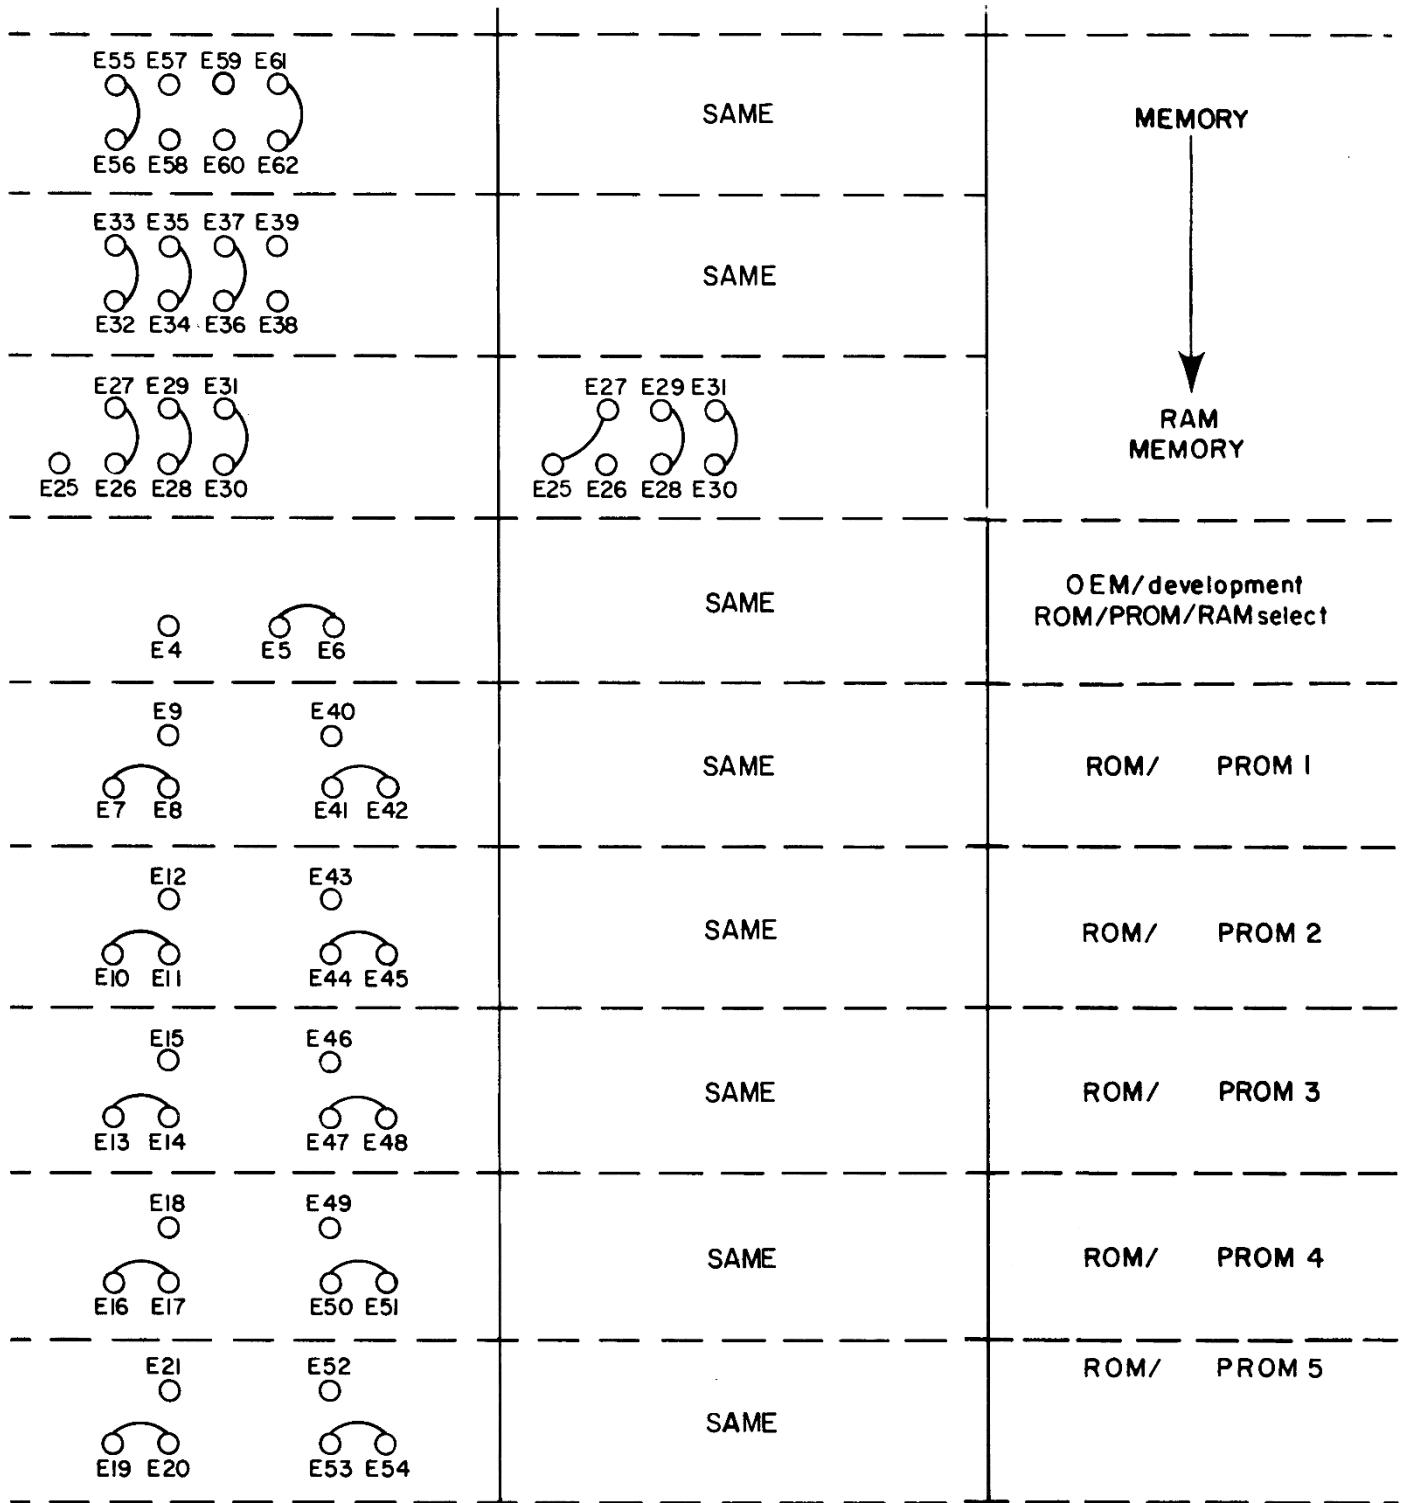 E55 E57 E59 E61
E56 E58 E60 E62
SAME
MEMORY
E33 E35 E37 E39
E32 E34 E36 E38
SAME
E27 E29 E31
E25 E26 E28 E30
E27 E29 E31
E25 E26 E28 E30
RAM
MEMORY
E4 E5 E6
SAME
OEM/development
ROM/PROM/RAM select
E9 E40
E7 E8 E41 E42
SAME
ROM/ PROM 1
E12 E43
E10 E11 E44 E45
SAME
ROM/ PROM 2
E15 E46
E13 E14 E47 E48
SAME
ROM/ PROM 3
E18 E49
E16 E17 E50 E51
SAME
ROM/ PROM 4
E21 E52
E19 E20 E53 E54
SAME
ROM/ PROM 5